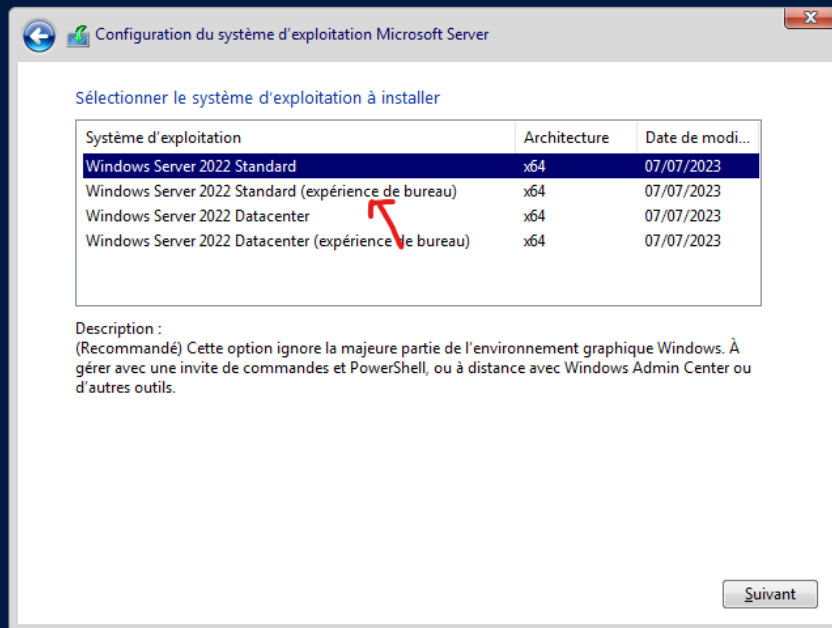 Configuration du système d'exploitation Microsoft Server
Sélectionner le système d'exploitation à installer
Système d'exploitation Architecture Date de modi...
Windows Server 2022 Standard x64 07/07/2023
Windows Server 2022 Standard (expérience de bureau) x64 07/07/2023
Windows Server 2022 Datacenter x64 07/07/2023
Windows Server 2022 Datacenter (expérience de bureau) x64 07/07/2023
Description :
(Recommandé) Cette option ignore la majeure partie de l'environnement graphique Windows. À
gérer avec une invite de commandes et PowerShell, ou à distance avec Windows Admin Center ou
d'autres outils.
Suivant